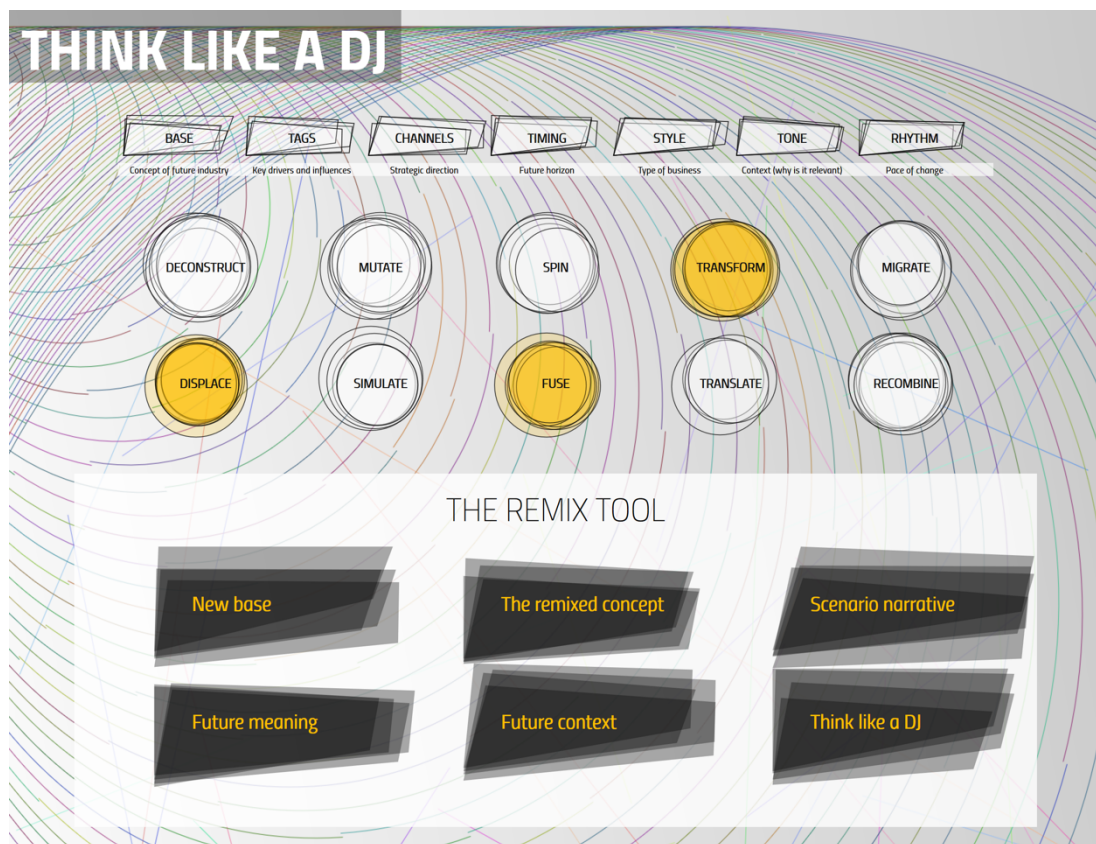 THINK LIKE A DJ
BASE TAGS CHANNELS TIMING STYLE TONE RHYTHM
Concept of future industry Key drivers and influences Strategic direction Future horizon Type of business Context (why is it relevant) Pace of change
DECONSTRUCT MUTATE SPIN TRANSFORM MIGRATE
DISPLACE SIMULATE FUSE TRANSLATE RECOMBINE
THE REMIX TOOL
New base The remixed concept Scenario narrative
Future meaning Future context Think like a DJ